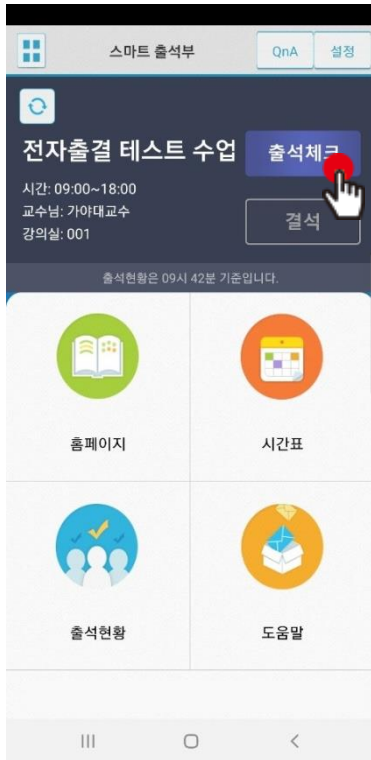 스마트 출석부
QnA
설정
전자출결 테스트 수업
출석체크
시간: 09:00~18:00
교수님: 가야대교수
강의실: 001
결석
출석현황은 09시 42분 기준입니다.
홈페이지
시간표
출석현황
도움말